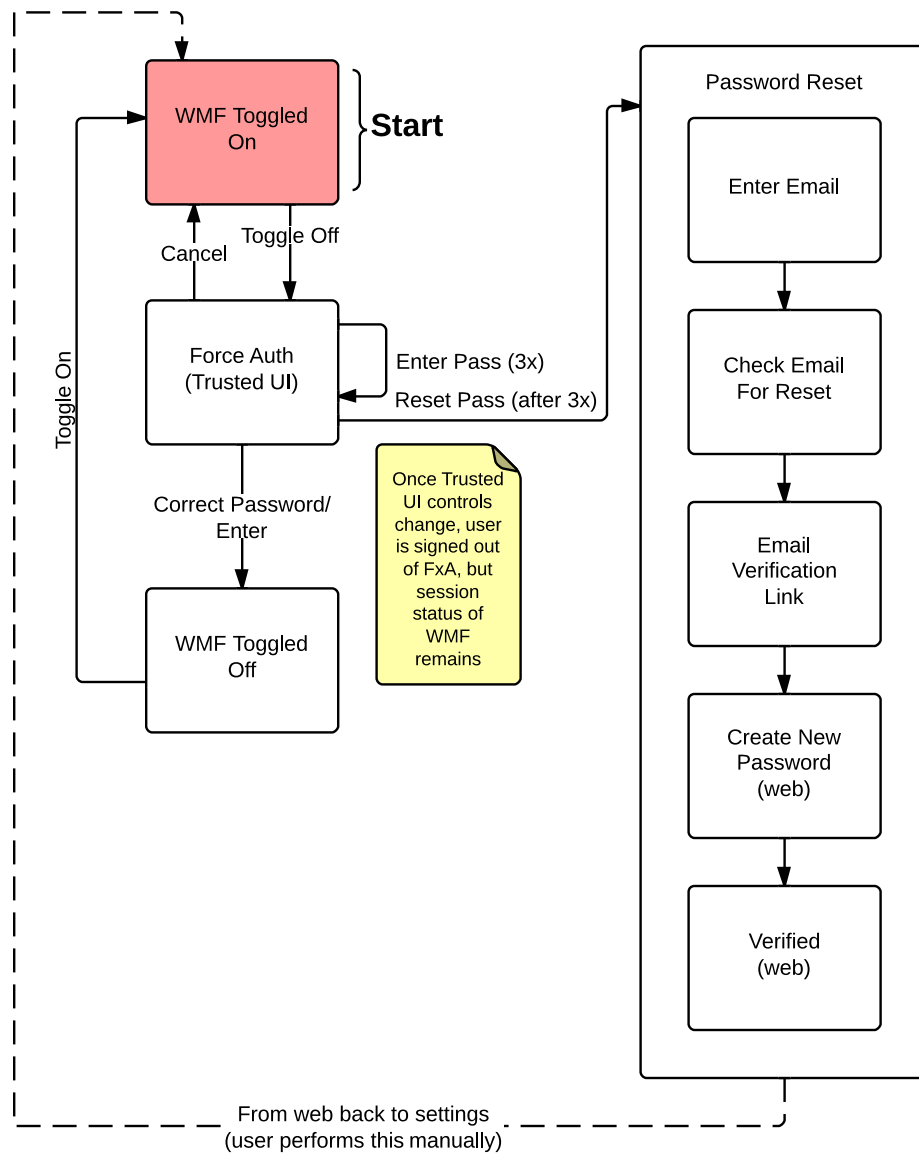 WMF Toggled
On
Start
Cancel
Toggle Off
Force Auth
(Trusted UI)
Enter Pass (3x)
Reset Pass (after 3x)
Toggle On
Correct Password/
Enter
WMF Toggled
Off
Once Trusted
UI controls
change, user
is signed out
of FxA, but
session
status of
WMF
remains
Password Reset
Enter Email
Check Email
For Reset
Email
Verification
Link
Create New
Password
(web)
Verified
(web)
From web back to settings
(user performs this manually)